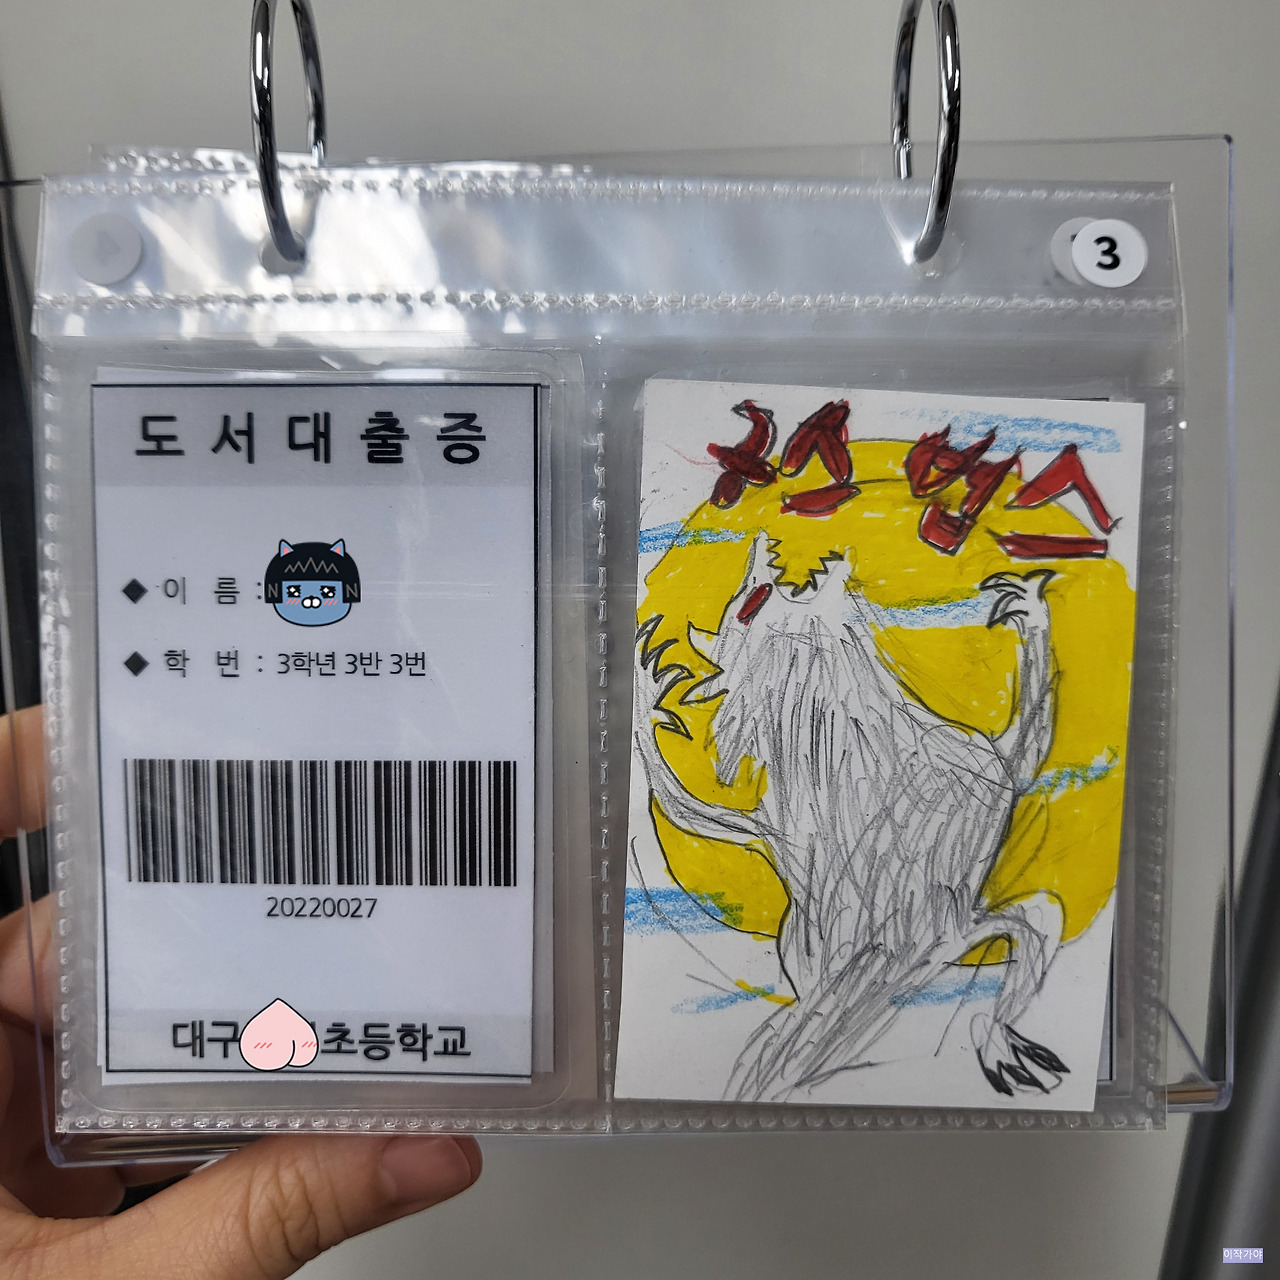 3
도서대출증
◆ 이 름 :
◆ 학 번 : 3학년 3반 3번
20220027
대구 초등학교
이작가야